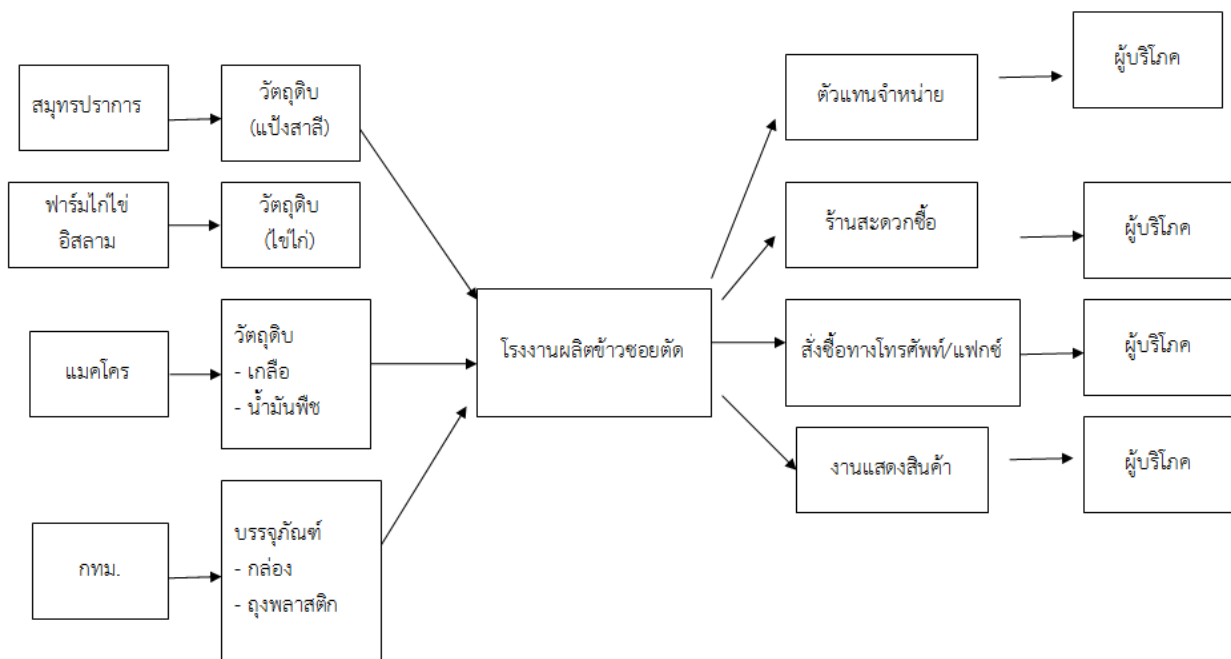 สมุทรปราการ
วัตถุดิบ
(แป้งสาลี)
ฟาร์มไก่ไข่
อิสลาม
วัตถุดิบ
(ไข่ไก่)
แมคโคร
วัตถุดิบ
- เกลือ
- น้ำมันพืช
กทม.
บรรจุภัณฑ์
- กล่อง
- ถุงพลาสติก
โรงงานผลิตข้าวซอยตัด
ตัวแทนจำหน่าย
ผู้บริโภค
ร้านสะดวกซื้อ
ผู้บริโภค
สั่งซื้อทางโทรศัพท์/แฟกซ์
ผู้บริโภค
งานแสดงสินค้า
ผู้บริโภค